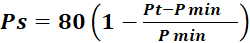 Ps = 80 (1 − (Pt−P min)/(P min))